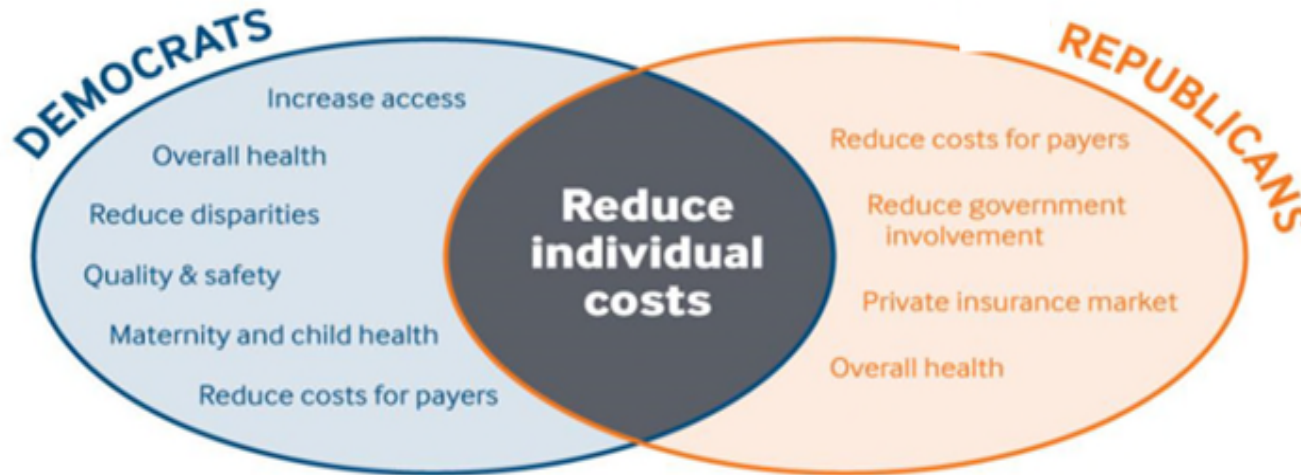 DEMOCRATS
Increase access
Overall health
Reduce disparities
Quality & safety
Maternity and child health
Reduce costs for payers
Reduce
individual
costs
REPUBLICANS
Reduce costs for payers
Reduce government
involvement
Private insurance market
Overall health